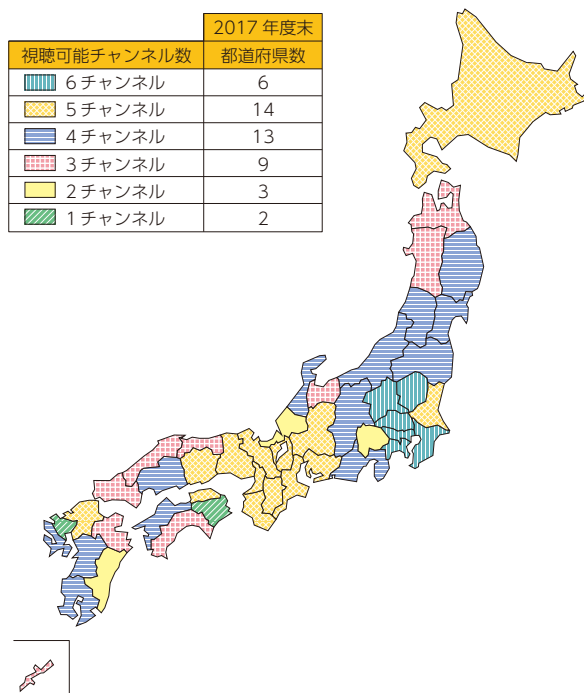 2017 年度末
視聴可能チャンネル数 都道府県数
6 チャンネル 6
5 チャンネル 14
4 チャンネル 13
3 チャンネル 9
2 チャンネル 3
1 チャンネル 2